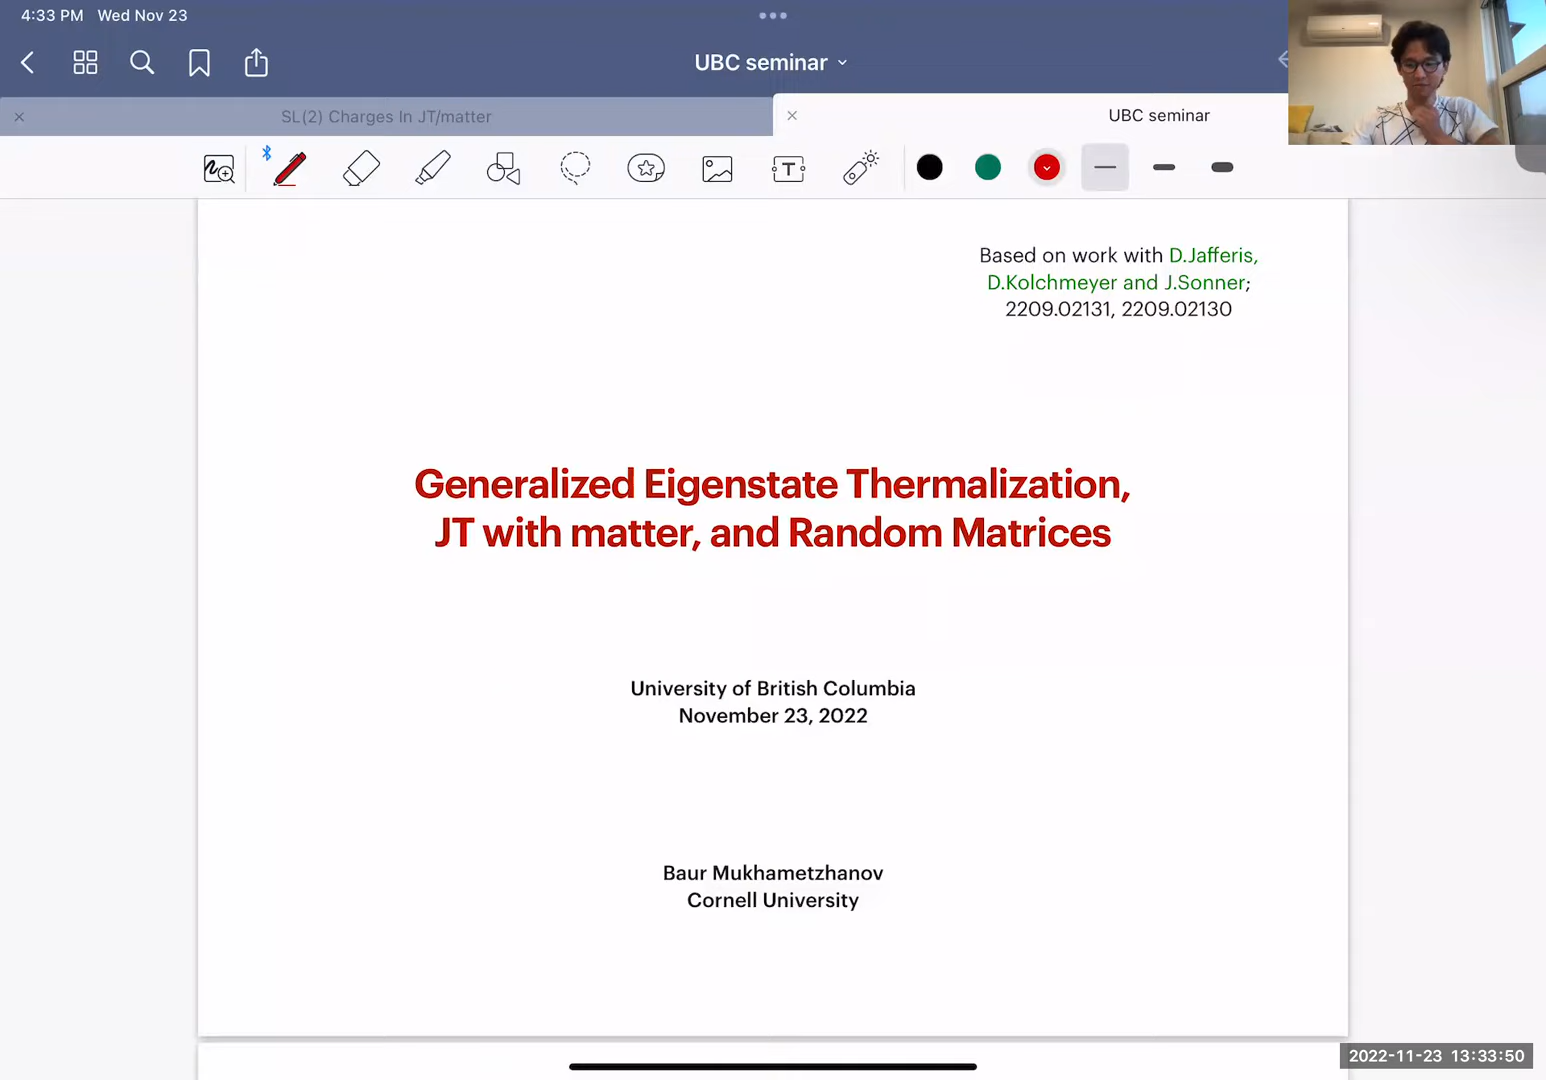 4:33 PM Wed Nov 23
UBC seminar
SL(2) Charges In JT/matter
UBC seminar
T
Based on work with D.Jafferis,
D.Kolchmeyer and J.Sonner;
2209.02131, 2209.02130
Generalized Eigenstate Thermalization,
JT with matter, and Random Matrices
University of British Columbia
November 23, 2022
Baur Mukhametzhanov
Cornell University
2022-11-23 13:33:50